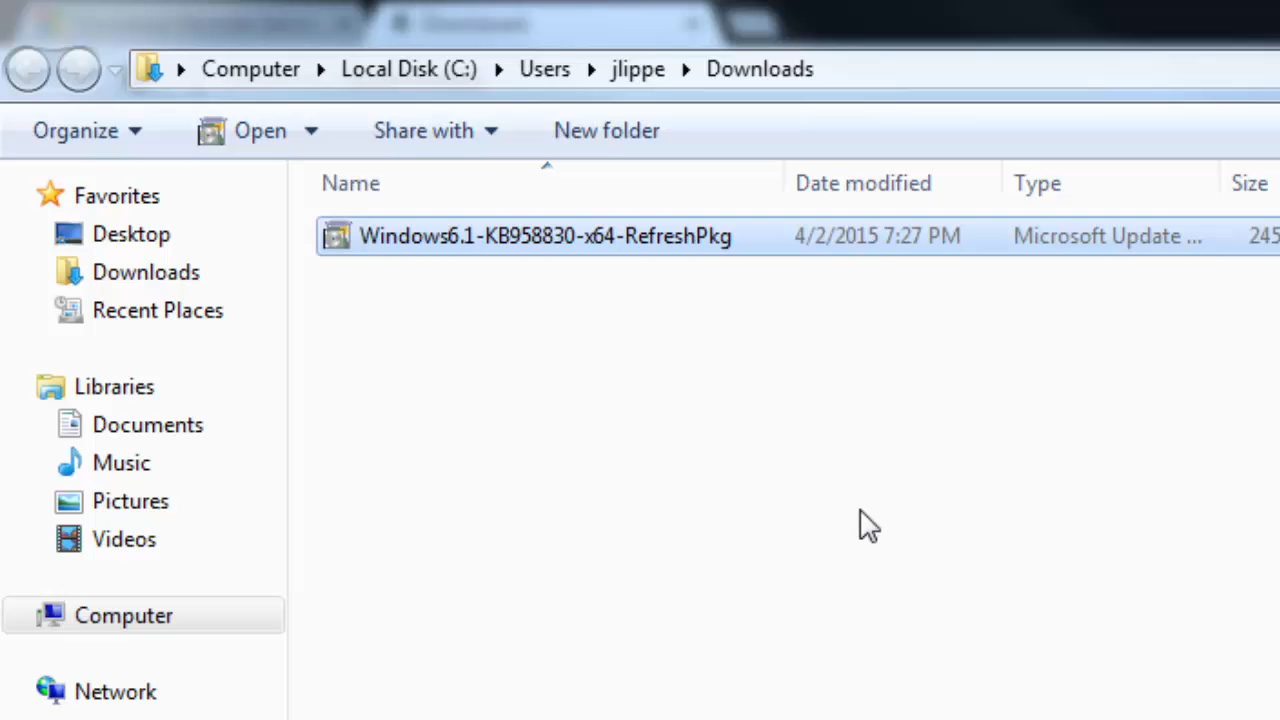 Computer Local Disk (C:) Users jlippe Downloads
Organize Open Share with New folder
Name Date modified Type Size
Windows6.1-KB958830-x64-RefreshPkg 4/2/2015 7:27 PM Microsoft Update ... 245
Favorites
Desktop
Downloads
Recent Places
Libraries
Documents
Music
Pictures
Videos
Computer
Network